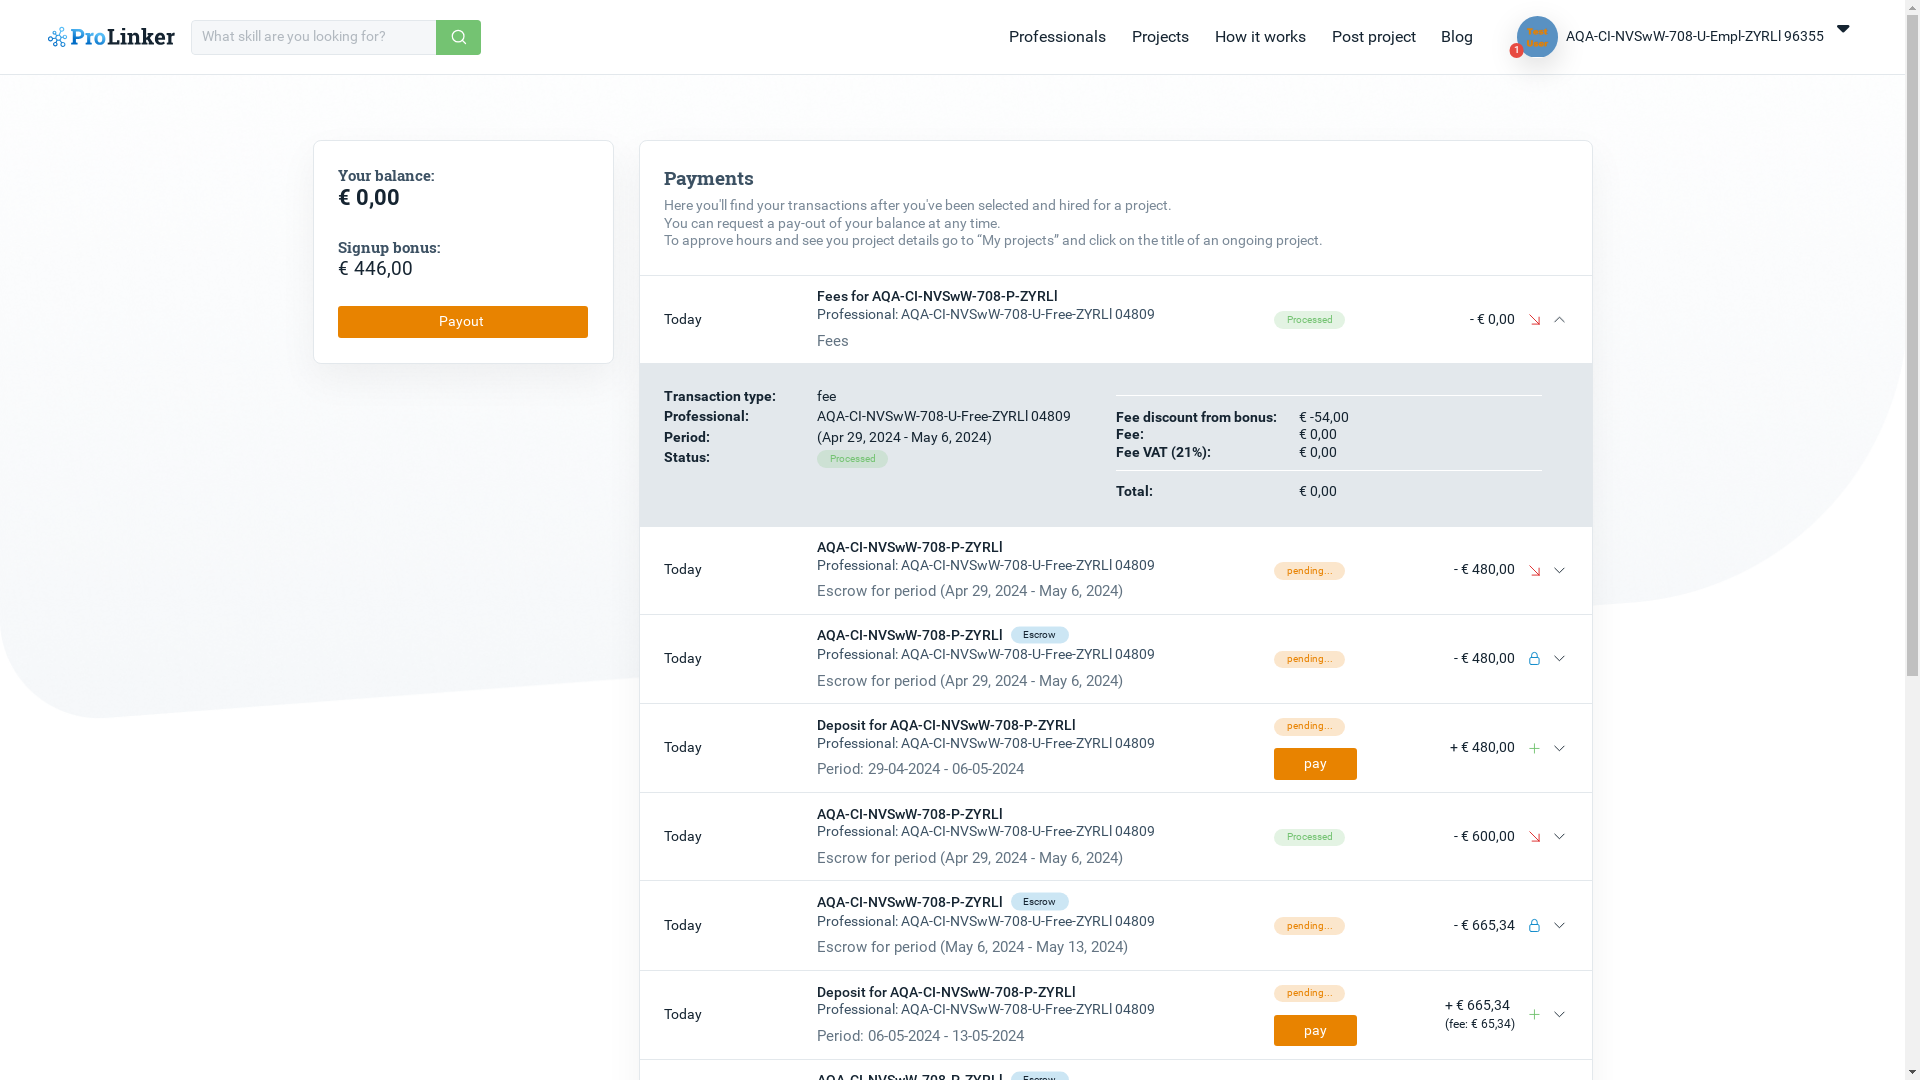 ProLinker
What skill are you looking for?
Professionals
Projects
How it works
Post project
Blog
Test
User
1
AQA-CI-NVSwW-708-U-Empl-ZYRLl 96355
Your balance:
€ 0,00
Signup bonus:
€ 446,00
Payout
Payments
Here you'll find your transactions after you've been selected and hired for a project.
You can request a pay-out of your balance at any time.
To approve hours and see you project details go to “My projects” and click on the title of an ongoing project.
Today
Fees for AQA-CI-NVSwW-708-P-ZYRLl
Professional: AQA-CI-NVSwW-708-U-Free-ZYRLl 04809
Fees
Processed
- € 0,00
Transaction type: fee
Professional: AQA-CI-NVSwW-708-U-Free-ZYRLl 04809
Period: (Apr 29, 2024 - May 6, 2024)
Status: Processed
Fee discount from bonus: € -54,00
Fee: € 0,00
Fee VAT (21%): € 0,00
Total: € 0,00
Today
AQA-CI-NVSwW-708-P-ZYRLl
Professional: AQA-CI-NVSwW-708-U-Free-ZYRLl 04809
Escrow for period (Apr 29, 2024 - May 6, 2024)
pending...
- € 480,00
Today
AQA-CI-NVSwW-708-P-ZYRLl Escrow
Professional: AQA-CI-NVSwW-708-U-Free-ZYRLl 04809
Escrow for period (Apr 29, 2024 - May 6, 2024)
pending...
- € 480,00
Today
Deposit for AQA-CI-NVSwW-708-P-ZYRLl
Professional: AQA-CI-NVSwW-708-U-Free-ZYRLl 04809
Period: 29-04-2024 - 06-05-2024
pending...
pay
+ € 480,00
Today
AQA-CI-NVSwW-708-P-ZYRLl
Professional: AQA-CI-NVSwW-708-U-Free-ZYRLl 04809
Escrow for period (Apr 29, 2024 - May 6, 2024)
Processed
- € 600,00
Today
AQA-CI-NVSwW-708-P-ZYRLl Escrow
Professional: AQA-CI-NVSwW-708-U-Free-ZYRLl 04809
Escrow for period (May 6, 2024 - May 13, 2024)
pending...
- € 665,34
Today
Deposit for AQA-CI-NVSwW-708-P-ZYRLl
Professional: AQA-CI-NVSwW-708-U-Free-ZYRLl 04809
Period: 06-05-2024 - 13-05-2024
pending...
pay
+ € 665,34
(fee: € 65,34)
AQA-CI-NVSwW-708-P-ZYRLl Escrow